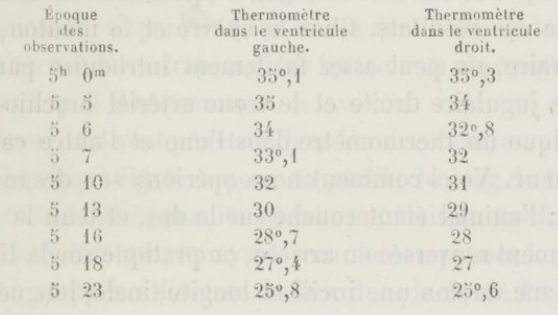 Époque Thermomètre Thermomètre
des dans le ventricule dans le ventricule
observations. gauche. droit.
5h 0m 35°,1 35°,3
5 5 35 34
5 6 34 32°,8
5 7 33°,1 32
5 10 32 31
5 13 30 29
5 16 28°,7 28
5 18 27°,4 27
5 23 25°,8 25°,6